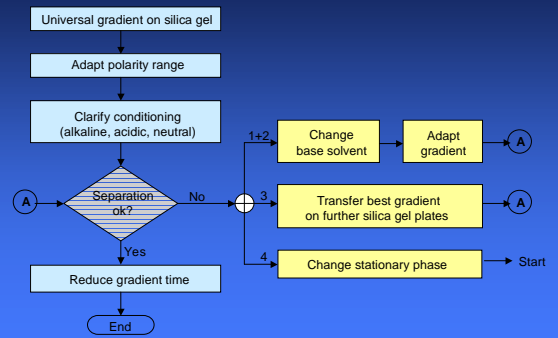 Universal gradient on silica gel
Adapt polarity range
Clarify conditioning
(alkaline, acidic, neutral)
1+2
Change
base solvent
Adapt
gradient
A
A
Separation
ok?
No
3
Transfer best gradient
on further silica gel plates
A
Yes
4
Change stationary phase
Start
Reduce gradient time
End